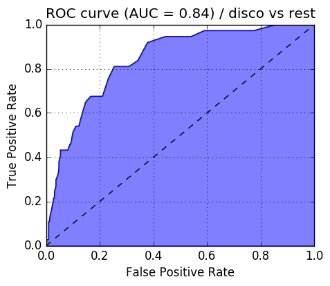 ROC curve (AUC = 0.84) / disco vs rest
1.0
0.8
0.6
0.4
0.2
0.0
True Positive Rate
0.0 0.2 0.4 0.6 0.8 1.0
False Positive Rate